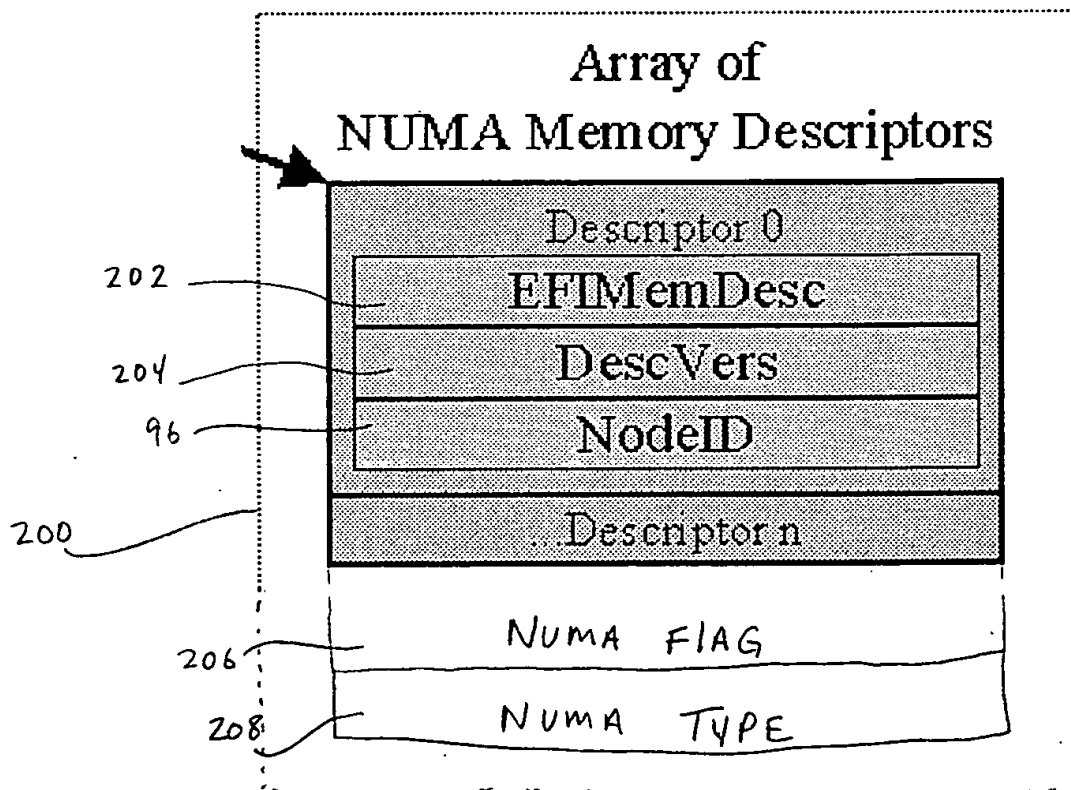 Array of
NUMA Memory Descriptors
Descriptor 0
202
EFIMemDesc
204
DescVers
96
NodeID
200
...Descriptor n
206
NUMA FlAG
208
NUMA TYPE